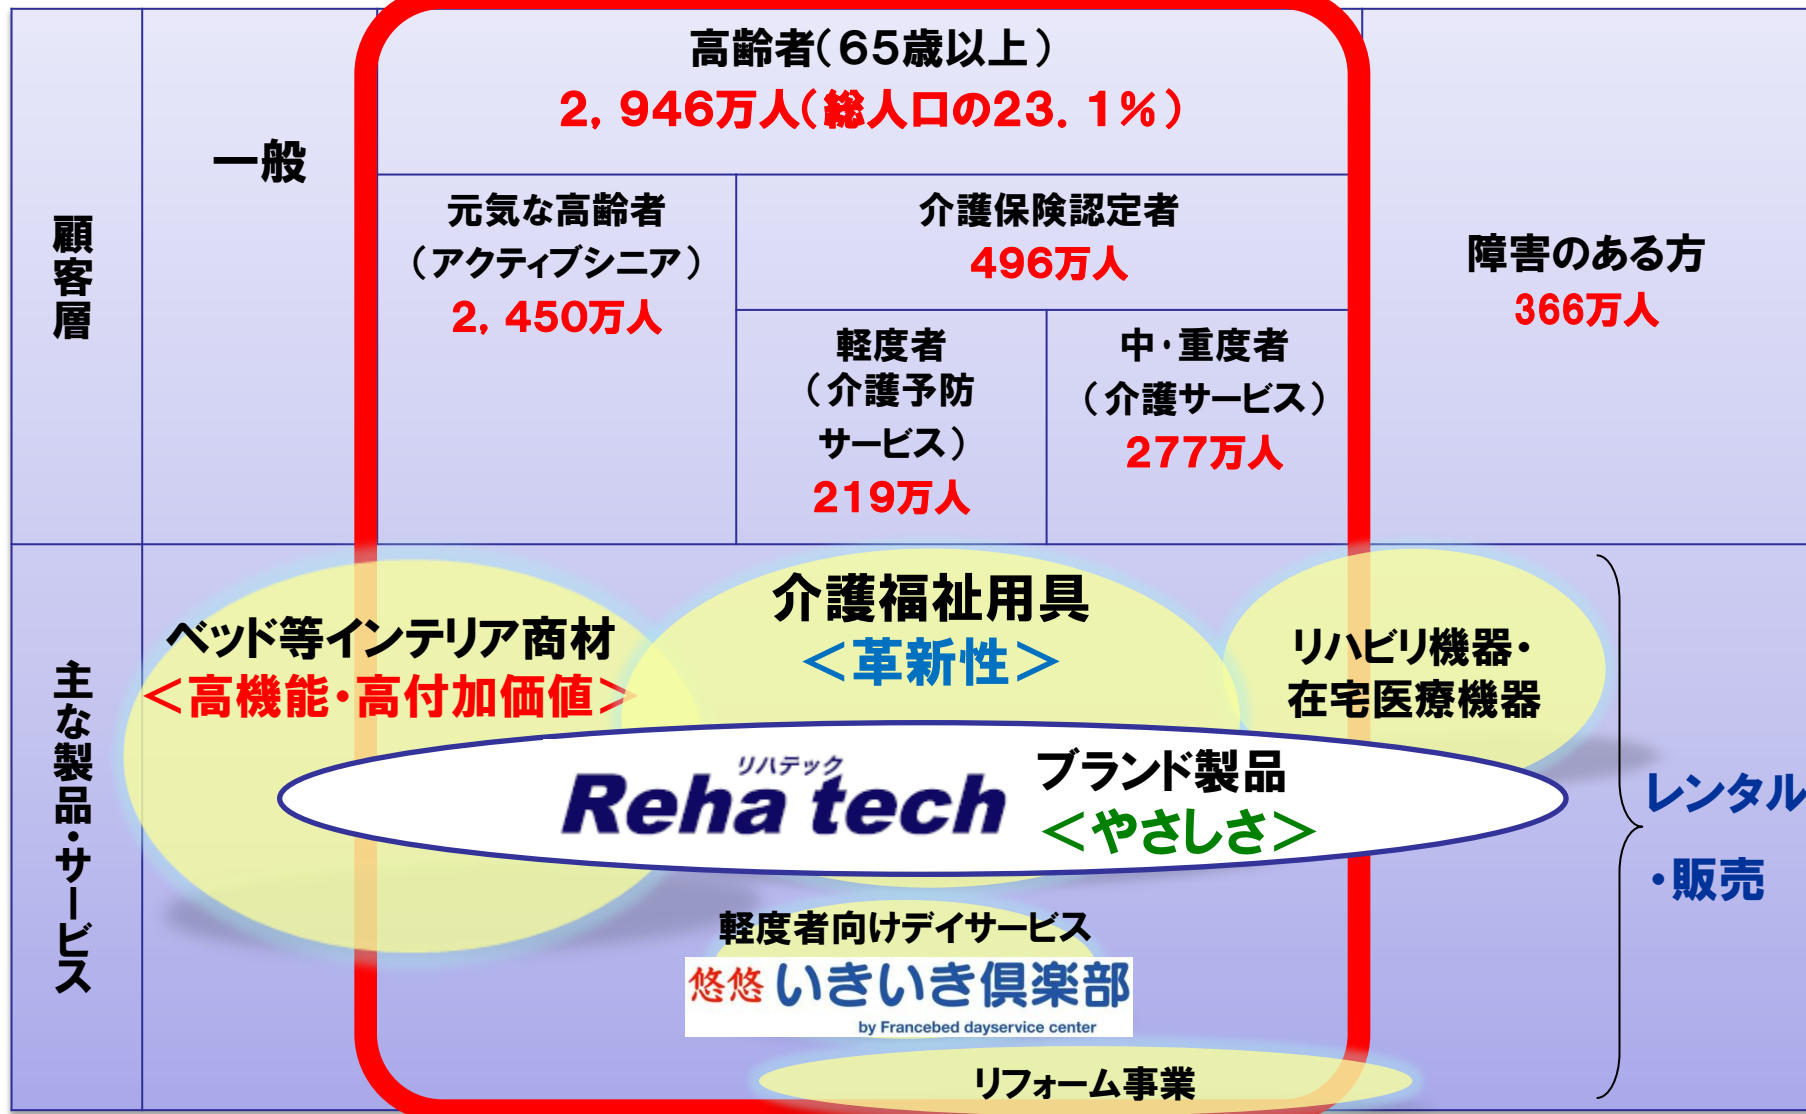 顧客層
一般
高齢者（65歳以上）
2，946万人（総人口の23．1％）
元気な高齢者
（アクティブシニア）
2，450万人
介護保険認定者
496万人
軽度者
（介護予防
サービス）
219万人
中・重度者
（介護サービス）
277万人
障害のある方
366万人
主な製品・サービス
ベッド等インテリア商材
＜高機能・高付加価値＞
介護福祉用具
＜革新性＞
リハビリ機器・
在宅医療機器
リハテック
Reha tech
ブランド製品
＜やさしさ＞
レンタル
・販売
軽度者向けデイサービス
悠悠いきいき倶楽部
by Francebed dayservice center
リフォーム事業